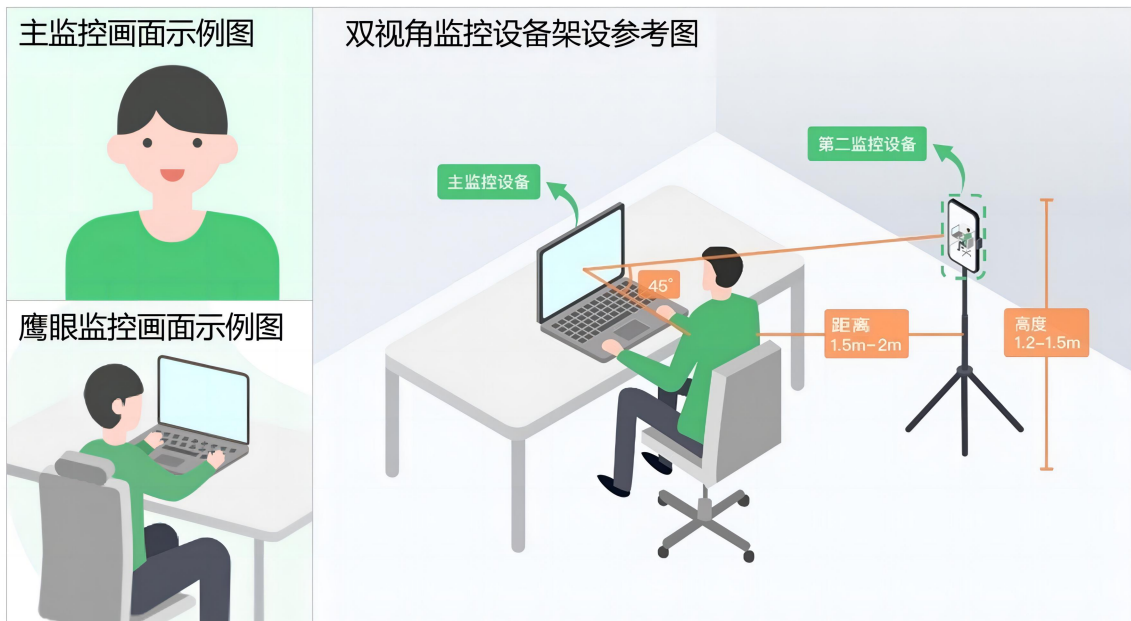 主监控画面示例图
鹰眼监控画面示例图
双视角监控设备架设参考图
主监控设备
第二监控设备
45°
距离
1.5m-2m
高度
1.2-1.5m